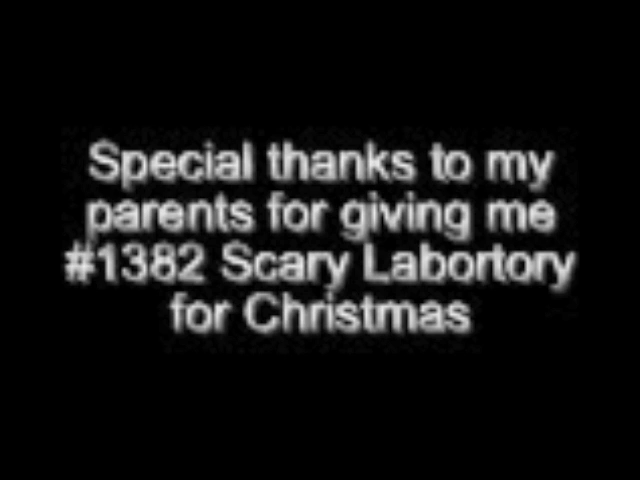 Special thanks to my
parents for giving me
#1382 Scary Labortory
for Christmas